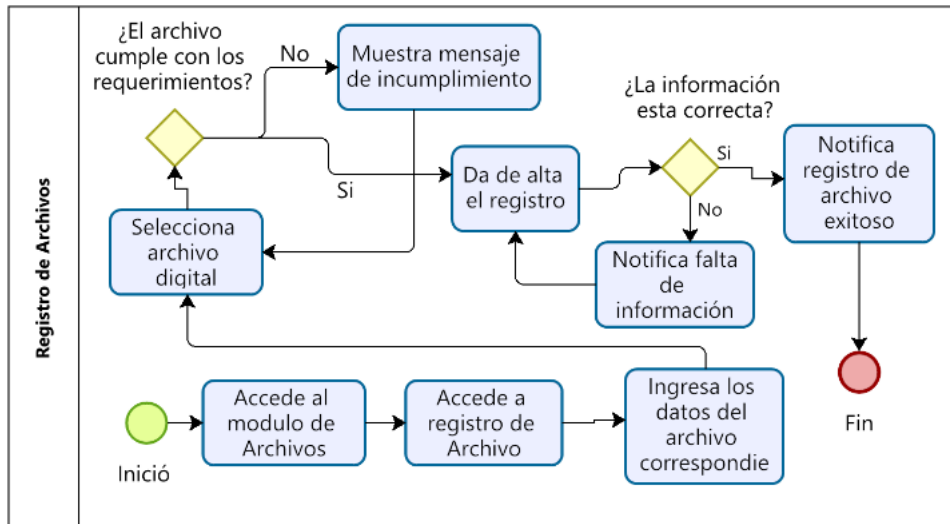 Registro de Archivos
¿El archivo
cumple con los
requerimientos?
No
Muestra mensaje
de incumplimiento
¿La información
esta correcta?
Si
Da de alta
el registro
Si
Notifica
registro de
archivo
exitoso
Selecciona
archivo
digital
No
Notifica falta
de
información
Inició
Accede al
modulo de
Archivos
Accede a
registro de
Archivo
Ingresa los
datos del
archivo
correspondie
Fin